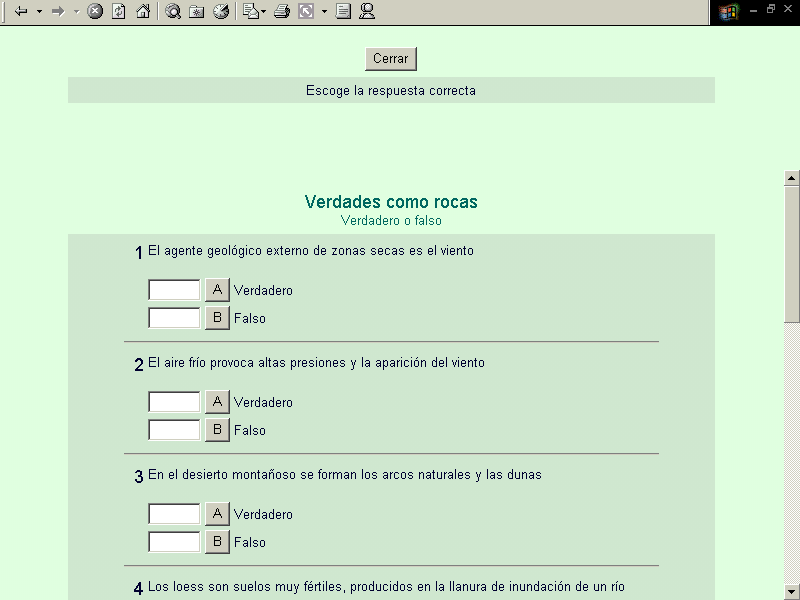 Cerrar
Escoge la respuesta correcta
Verdades como rocas
Verdadero o falso
1 El agente geológico externo de zonas secas es el viento
A Verdadero
B Falso
2 El aire frío provoca altas presiones y la aparición del viento
A Verdadero
B Falso
3 En el desierto montañoso se forman los arcos naturales y las dunas
A Verdadero
B Falso
4 Los loess son suelos muy fértiles, producidos en la llanura de inundación de un río